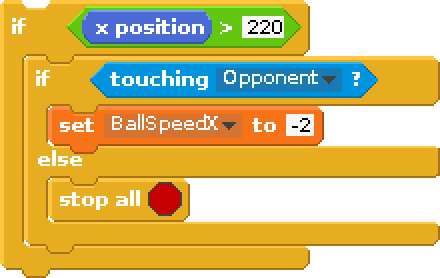 if x position > 220
if touching Opponent ?
set BallSpeedX to -2
else
stop all